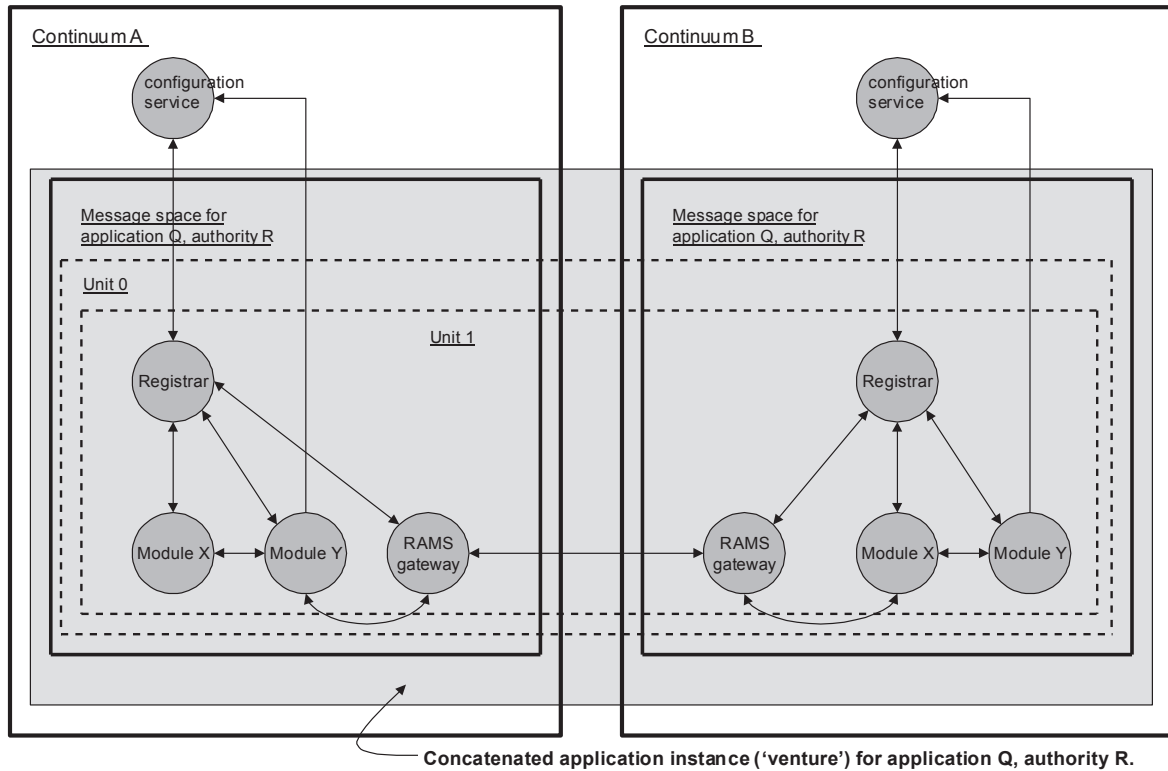 Continuum A
configuration
service
Message space for
application Q, authority R
Unit 0
Unit 1
Registrar
Module X
Module Y
RAMS
gateway
Continuum B
configuration
service
Message space for
application Q, authority R
Registrar
RAMS
gateway
Module X
Module Y
Concatenated application instance (‘venture’) for application Q, authority R.